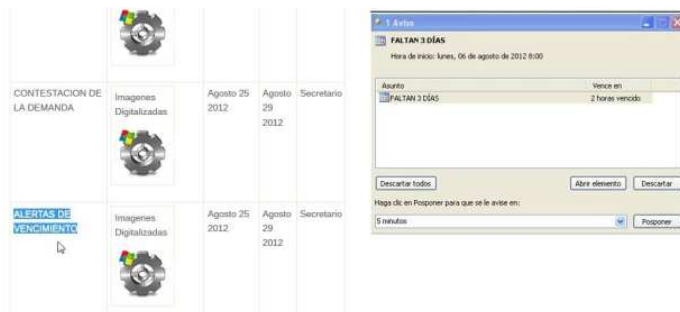 CONTESTACION DE
LA DEMANDA
Imagenes
Digitalizadas
Agosto 25
2012
Agosto
29
2012
Secretario
ALERTAS DE
VENCIMIENTO
Imagenes
Digitalizadas
Agosto 25
2012
Agosto
29
2012
Secretario
1 Aviso
FALTAN 3 DÍAS
Hora de inicio: lunes, 06 de agosto de 2012 8:00
Asunto
Vence en
FALTAN 3 DÍAS
2 horas vencido
Descartar todos
Abrir elemento
Descartar
Haga clic en Posponer para que se le avise en:
5 minutos
Posponer